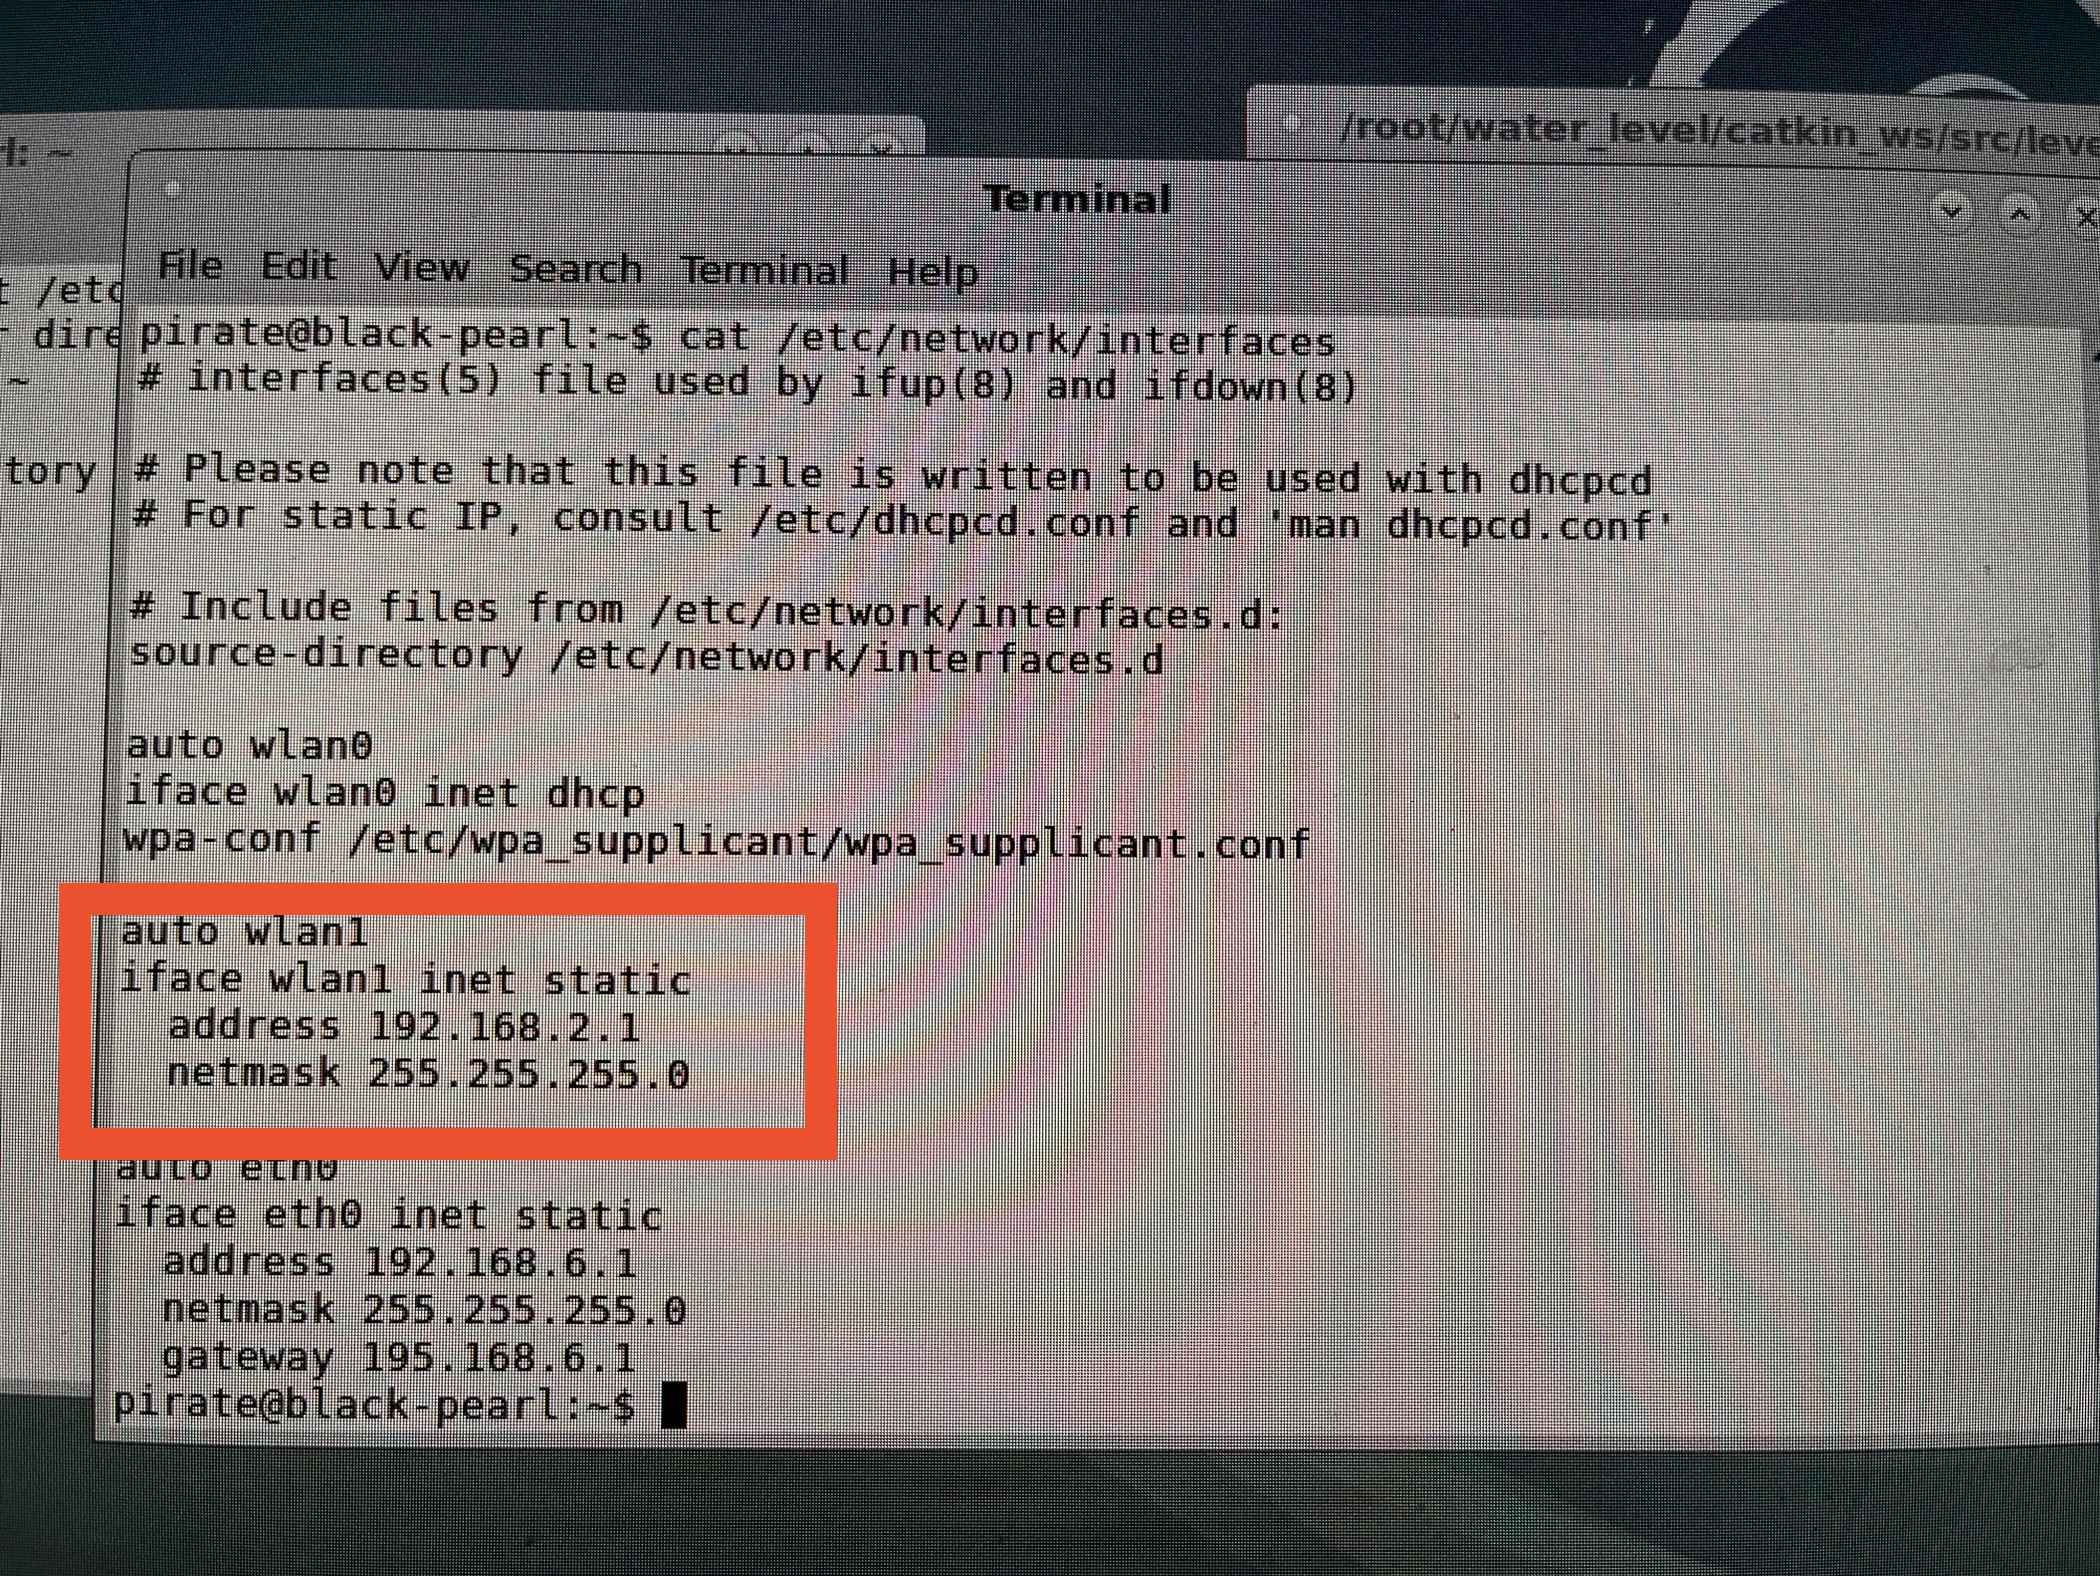 l: ~
/root/water_level/catkin_ws/src/leve
Terminal
File Edit View Search Terminal Help
t /etc
dire
~
tory
pirate@black-pearl:~$ cat /etc/network/interfaces
# interfaces(5) file used by ifup(8) and ifdown(8)
# Please note that this file is written to be used with dhcpcd
# For static IP, consult /etc/dhcpcd.conf and 'man dhcpcd.conf'
# Include files from /etc/network/interfaces.d:
source-directory /etc/network/interfaces.d
auto wlan0
iface wlan0 inet dhcp
wpa-conf /etc/wpa_supplicant/wpa_supplicant.conf
auto wlan1
iface wlan1 inet static
address 192.168.2.1
netmask 255.255.255.0
auto eth0
iface eth0 inet static
address 192.168.6.1
netmask 255.255.255.0
gateway 195.168.6.1
pirate@black-pearl:~$